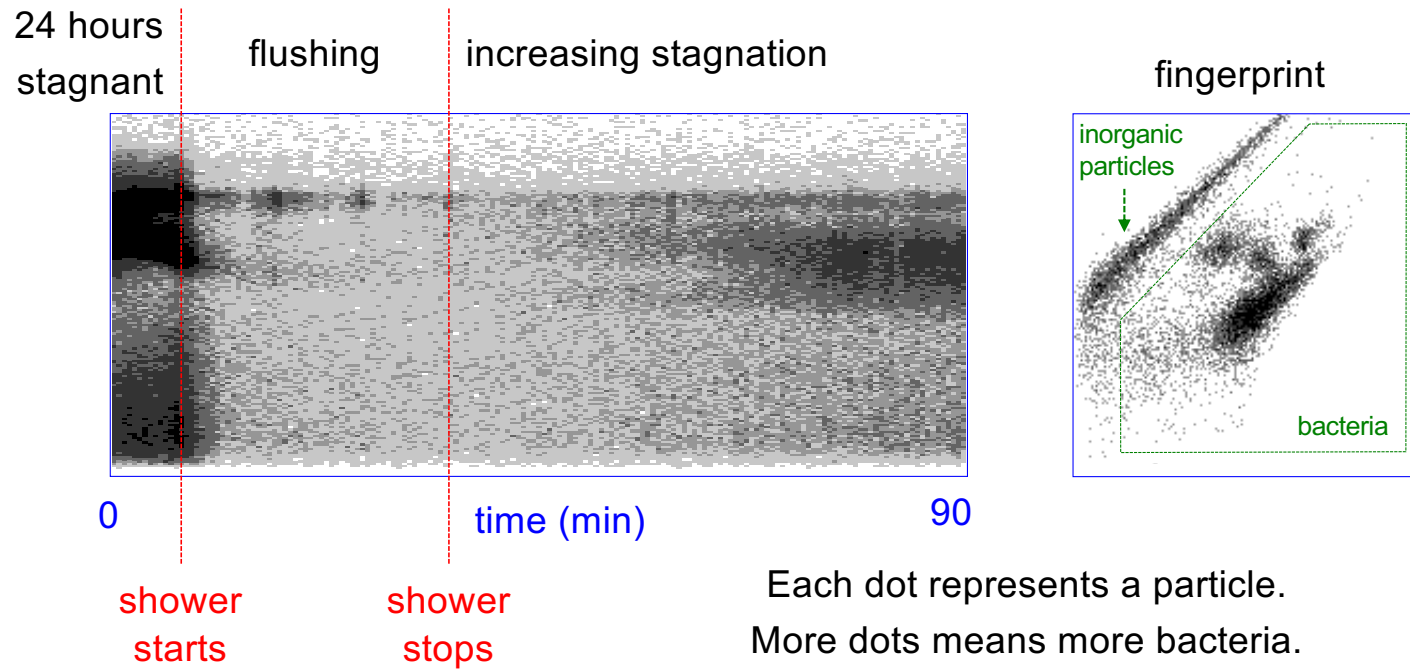 24 hours
stagnant
flushing
increasing stagnation
fingerprint
inorganic
particles
bacteria
0
time (min)
90
shower
starts
shower
stops
Each dot represents a particle.
More dots means more bacteria.